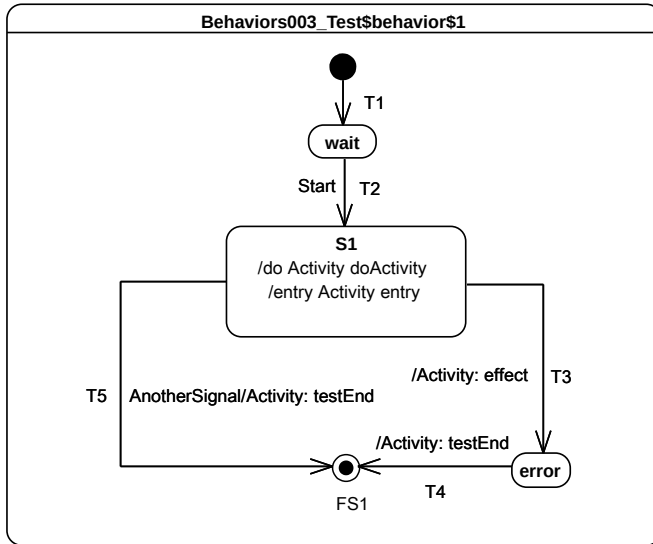 Behaviors003_Test$behavior$1
T1
wait
Start
T2
S1
/do Activity doActivity
/entry Activity entry
/Activity: effect
T3
T5
AnotherSignal/Activity: testEnd
/Activity: testEnd
error
T4
FS1